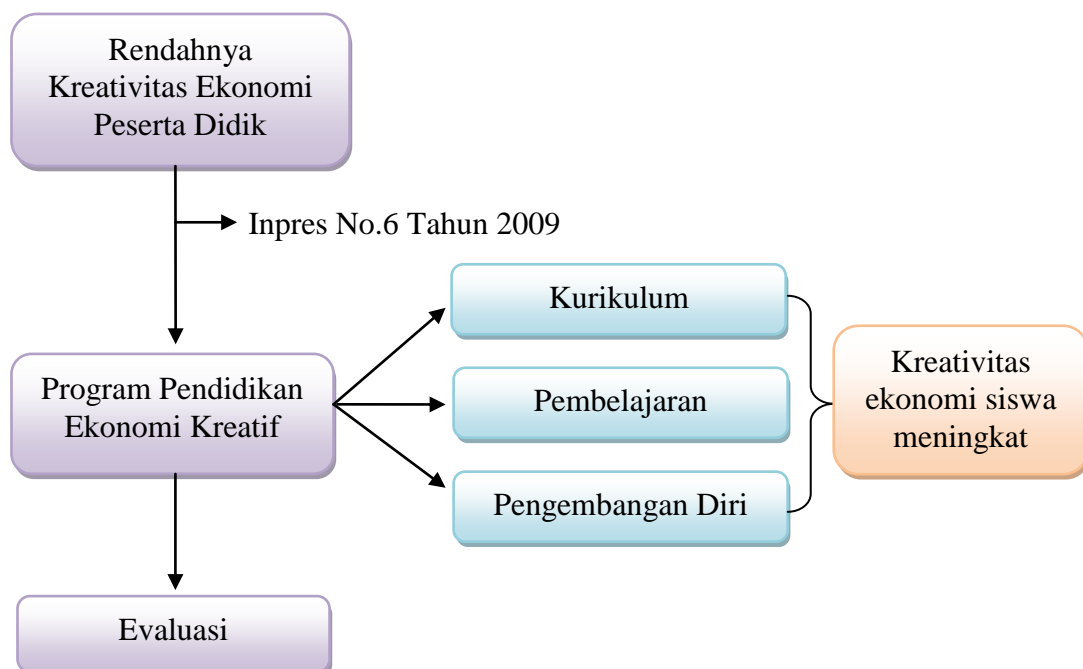 Rendahnya
Kreativitas Ekonomi
Peserta Didik
Inpres No.6 Tahun 2009
Kurikulum
Program Pendidikan
Ekonomi Kreatif
Pembelajaran
Pengembangan Diri
Kreativitas
ekonomi siswa
meningkat
Evaluasi